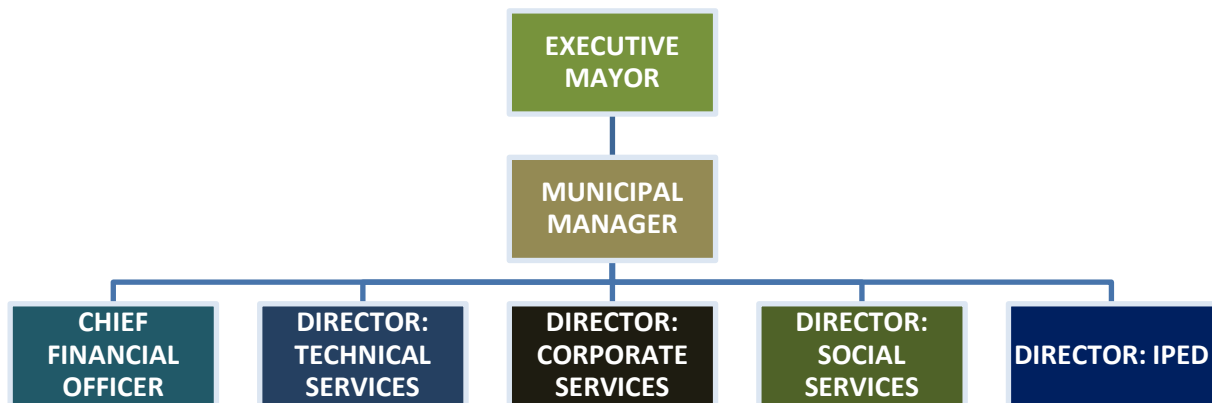 EXECUTIVE
MAYOR
MUNICIPAL
MANAGER
CHIEF
FINANCIAL
OFFICER
DIRECTOR:
TECHNICAL
SERVICES
DIRECTOR:
CORPORATE
SERVICES
DIRECTOR:
SOCIAL
SERVICES
DIRECTOR: IPED